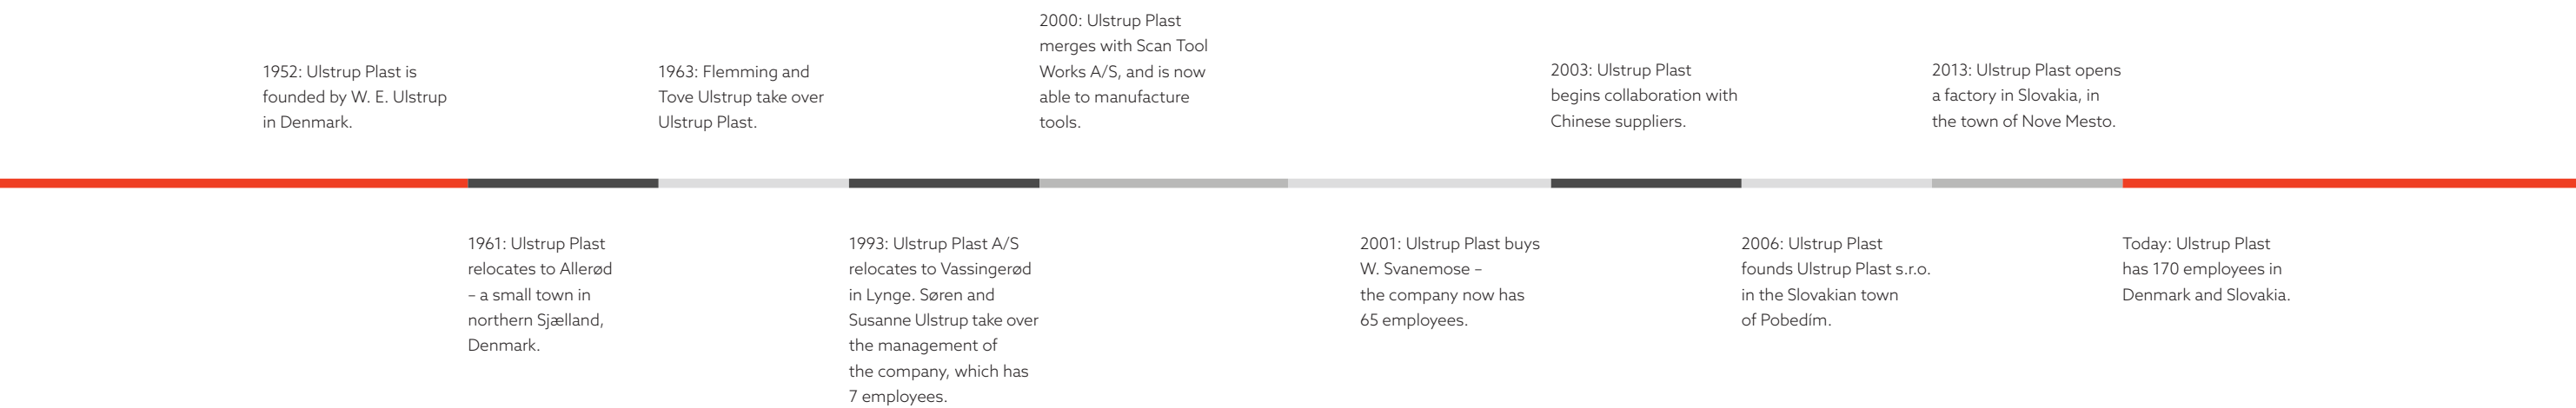 1952: Ulstrup Plast is
founded by W. E. Ulstrup
in Denmark.
1961: Ulstrup Plast
relocates to Allerød
– a small town in
northern Sjælland,
Denmark.
1963: Flemming and
Tove Ulstrup take over
Ulstrup Plast.
1993: Ulstrup Plast A/S
relocates to Vassingerød
in Lynge. Søren and
Susanne Ulstrup take over
the management of
the company, which has
7 employees.
2000: Ulstrup Plast
merges with Scan Tool
Works A/S, and is now
able to manufacture
tools.
2001: Ulstrup Plast buys
W. Svanemose –
the company now has
65 employees.
2003: Ulstrup Plast
begins collaboration with
Chinese suppliers.
2006: Ulstrup Plast
founds Ulstrup Plast s.r.o.
in the Slovakian town
of Pobedím.
2013: Ulstrup Plast opens
a factory in Slovakia, in
the town of Nove Mesto.
Today: Ulstrup Plast
has 170 employees in
Denmark and Slovakia.